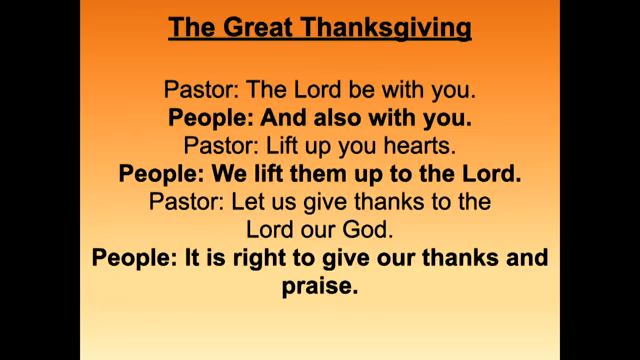 The Great Thanksgiving
Pastor: The Lord be with you.
People: And also with you.
Pastor: Lift up you hearts.
People: We lift them up to the Lord.
Pastor: Let us give thanks to the
Lord our God.
People: It is right to give our thanks and
praise.